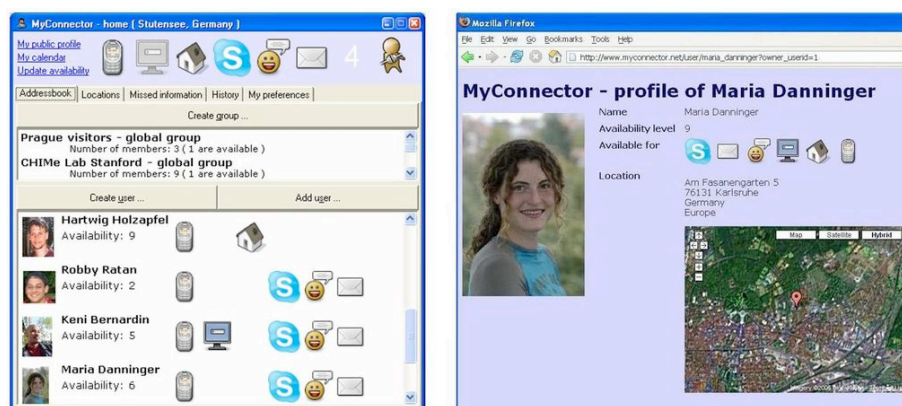 MyConnector - home ( Stutensee, Germany )
My public profile
My calendar
Update availability
4
Addressbook
Locations
Missed information
History
My preferences
Create group ...
Prague visitors - global group
Number of members: 3 ( 1 are available )
CHIMe Lab Stanford - global group
Number of members: 9 ( 1 are available )
Create user ...
Add user ...
Hartwig Holzapfel
Availability: 9
Robby Ratan
Availability: 2
Keni Bernardin
Availability: 5
Maria Danninger
Availability: 6
Mozilla Firefox
File Edit View Go Bookmarks Tools Help
http://www.myconnector.net/user/maria_danninger?owner_userid=1
MyConnector - profile of Maria Danninger
Name Maria Danninger
Availability level 9
Available for
Location
Am Fasanengarten 5
76131 Karlsruhe
Germany
Europe
Map Satellite Hybrid